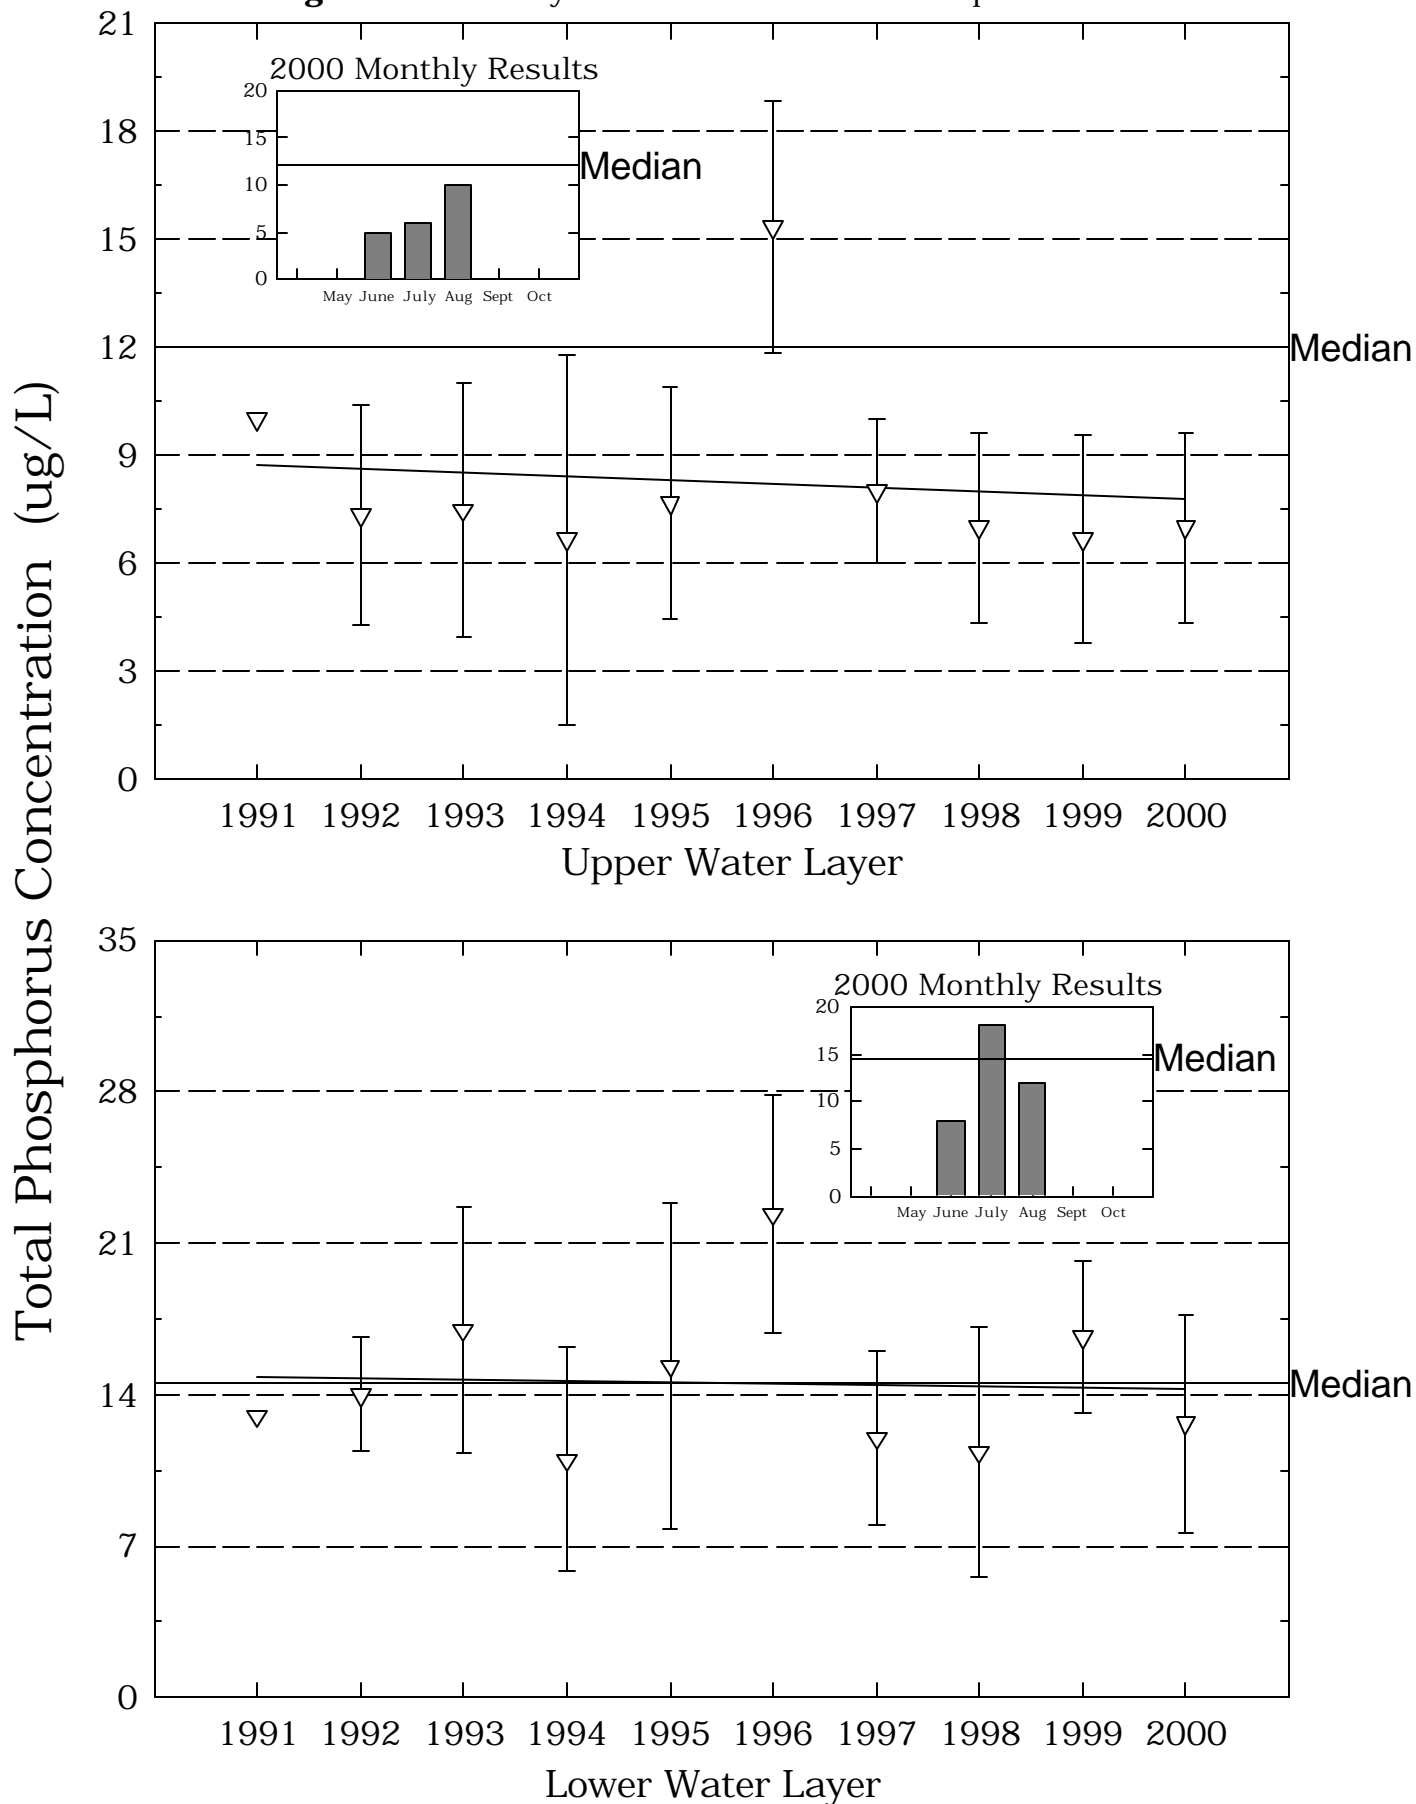 Total Phosphorus Concentration (ug/L)
21
18
15
12
9
6
3
0
2000 Monthly Results
20
15
10
5
0
Median
May June July Aug Sept Oct
Median
1991 1992 1993 1994 1995 1996 1997 1998 1999 2000
Upper Water Layer
35
28
21
14
7
0
2000 Monthly Results
20
15
10
5
0
Median
May June July Aug Sept Oct
Median
1991 1992 1993 1994 1995 1996 1997 1998 1999 2000
Lower Water Layer